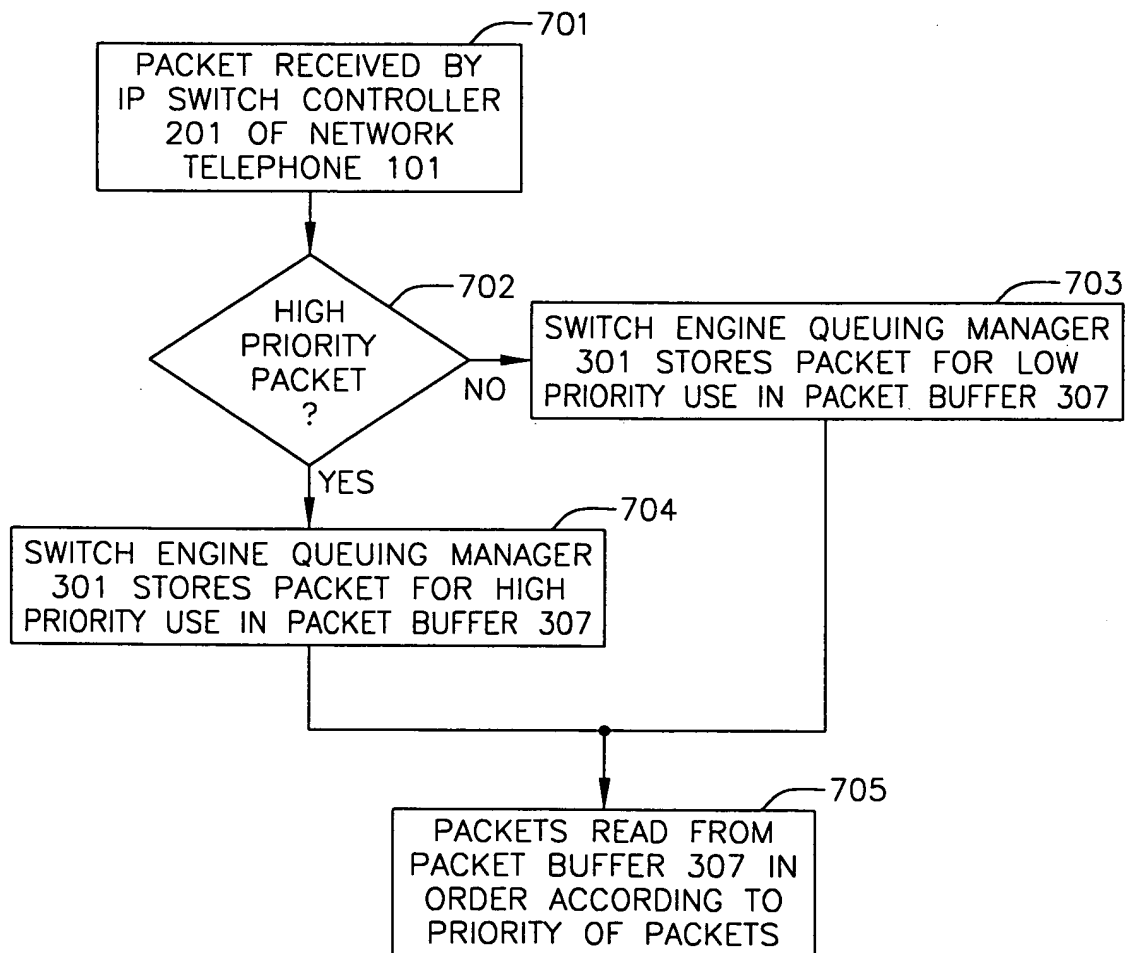 701
PACKET RECEIVED BY
IP SWITCH CONTROLLER
201 OF NETWORK
TELEPHONE 101
702
HIGH
PRIORITY
PACKET
?
NO
YES
703
SWITCH ENGINE QUEUING MANAGER
301 STORES PACKET FOR LOW
PRIORITY USE IN PACKET BUFFER 307
704
SWITCH ENGINE QUEUING MANAGER
301 STORES PACKET FOR HIGH
PRIORITY USE IN PACKET BUFFER 307
705
PACKETS READ FROM
PACKET BUFFER 307 IN
ORDER ACCORDING TO
PRIORITY OF PACKETS